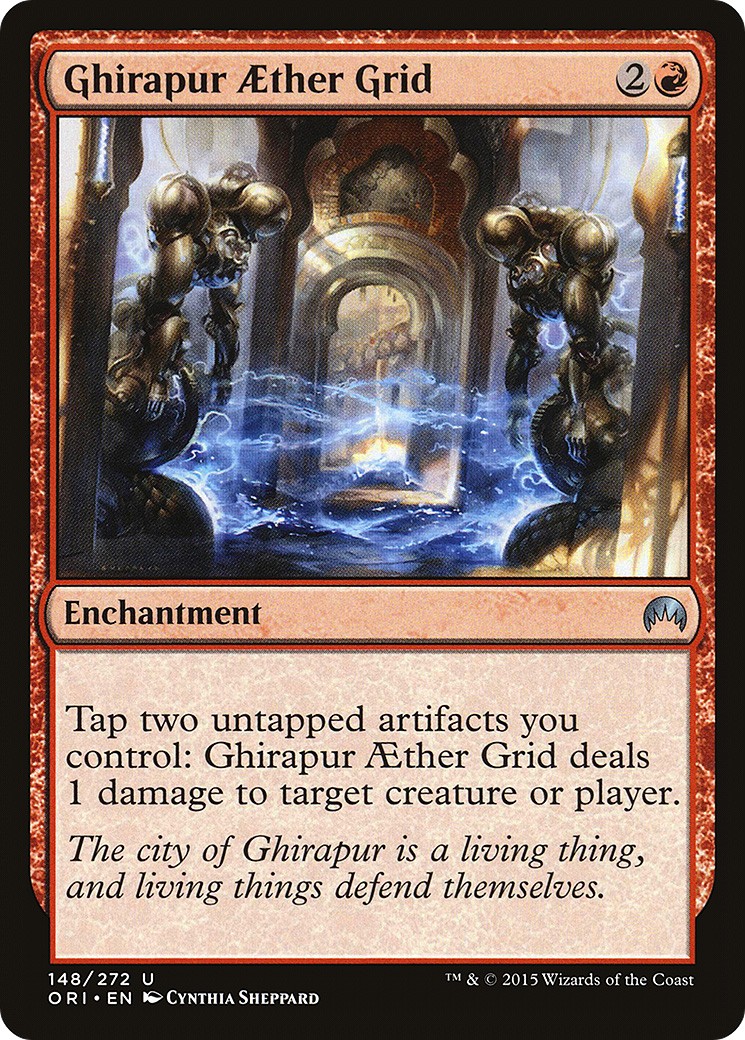 Ghirapur Æther Grid 2
Enchantment
Tap two untapped artifacts you
control: Ghirapur Æther Grid deals
1 damage to target creature or player.
The city of Ghirapur is a living thing,
and living things defend themselves.
148/272 U
ORI • EN Cynthia Sheppard
™ & © 2015 Wizards of the Coast